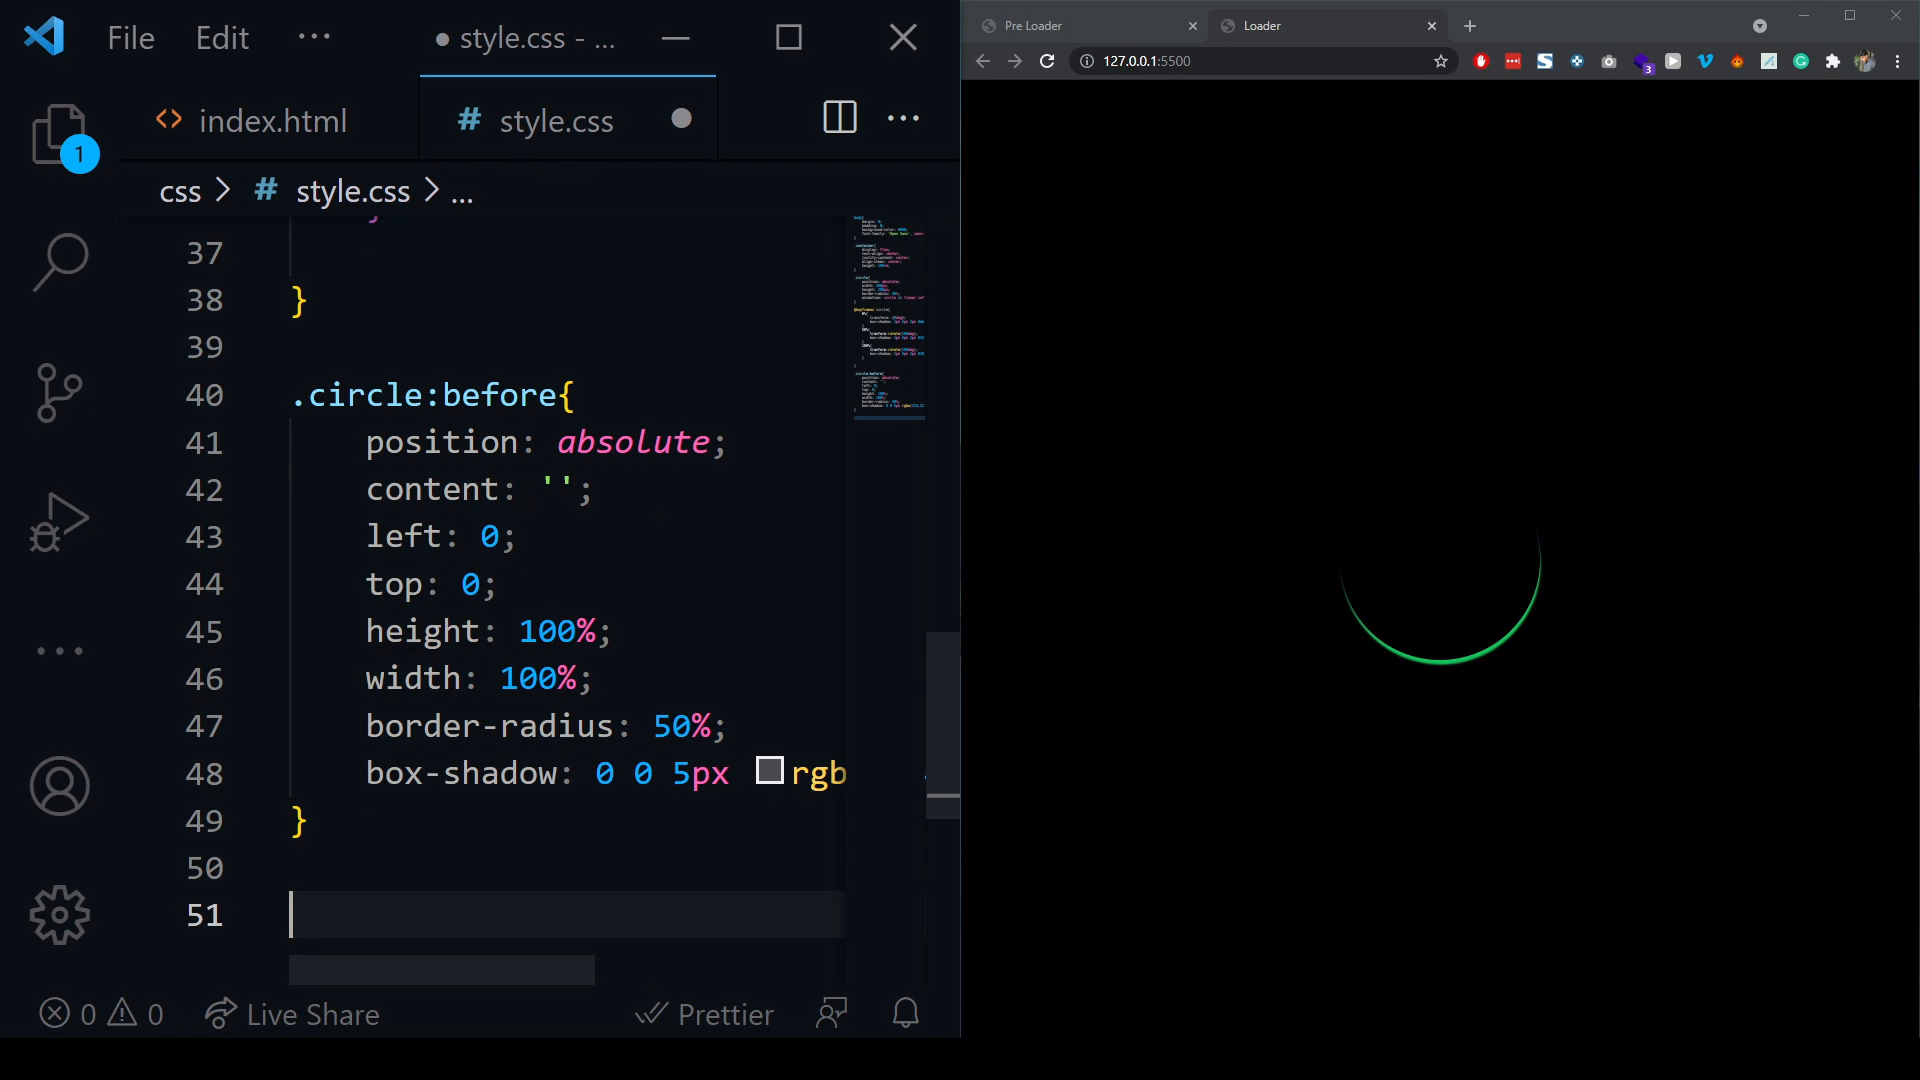 File Edit ···
● style.css - ...
index.html
# style.css
css > # style.css > ...
37
38 }
39
40 .circle:before{
41 position: absolute;
42 content: '';
43 left: 0;
44 top: 0;
45 height: 100%;
46 width: 100%;
47 border-radius: 50%;
48 box-shadow: 0 0 5px rgb
49 }
50
51
1
0 0 Live Share
Prettier
Pre Loader
Loader
127.0.0.1:5500
3